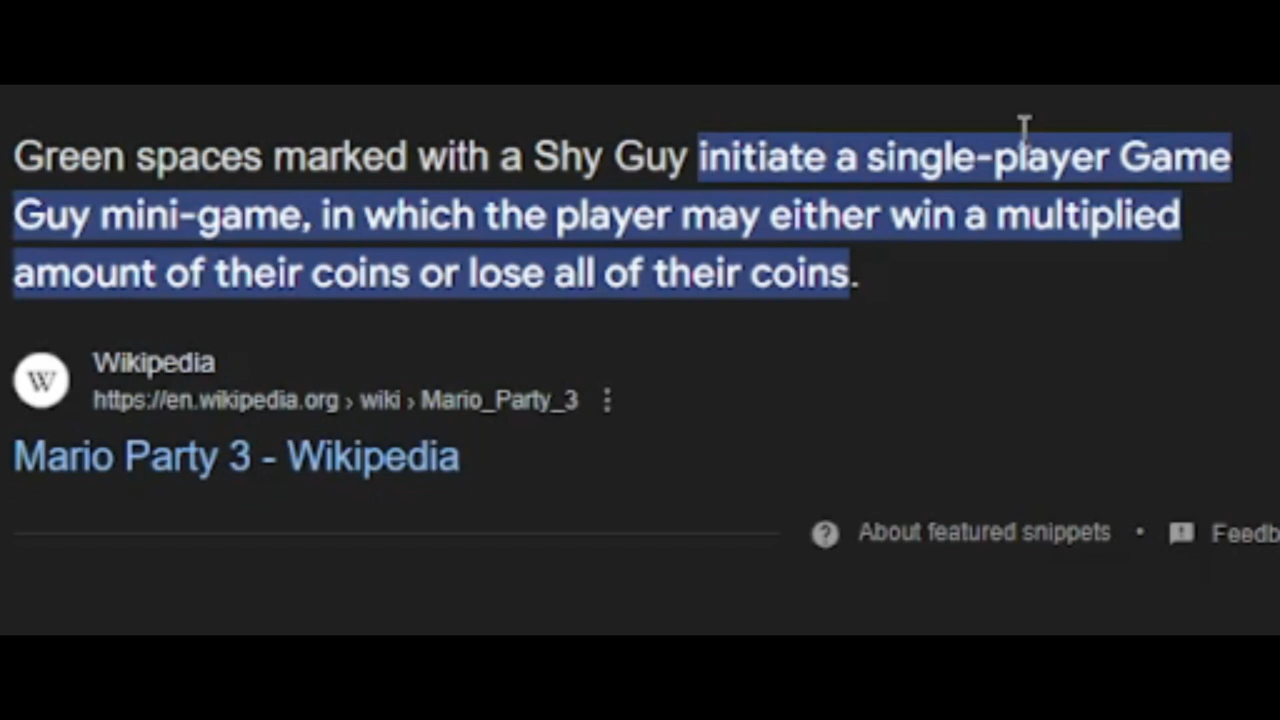 Green spaces marked with a Shy Guy initiate a single-player Game
Guy mini-game, in which the player may either win a multiplied
amount of their coins or lose all of their coins.
W
Wikipedia
https://en.wikipedia.org › wiki › Mario_Party_3
Mario Party 3 - Wikipedia
About featured snippets • Feedb